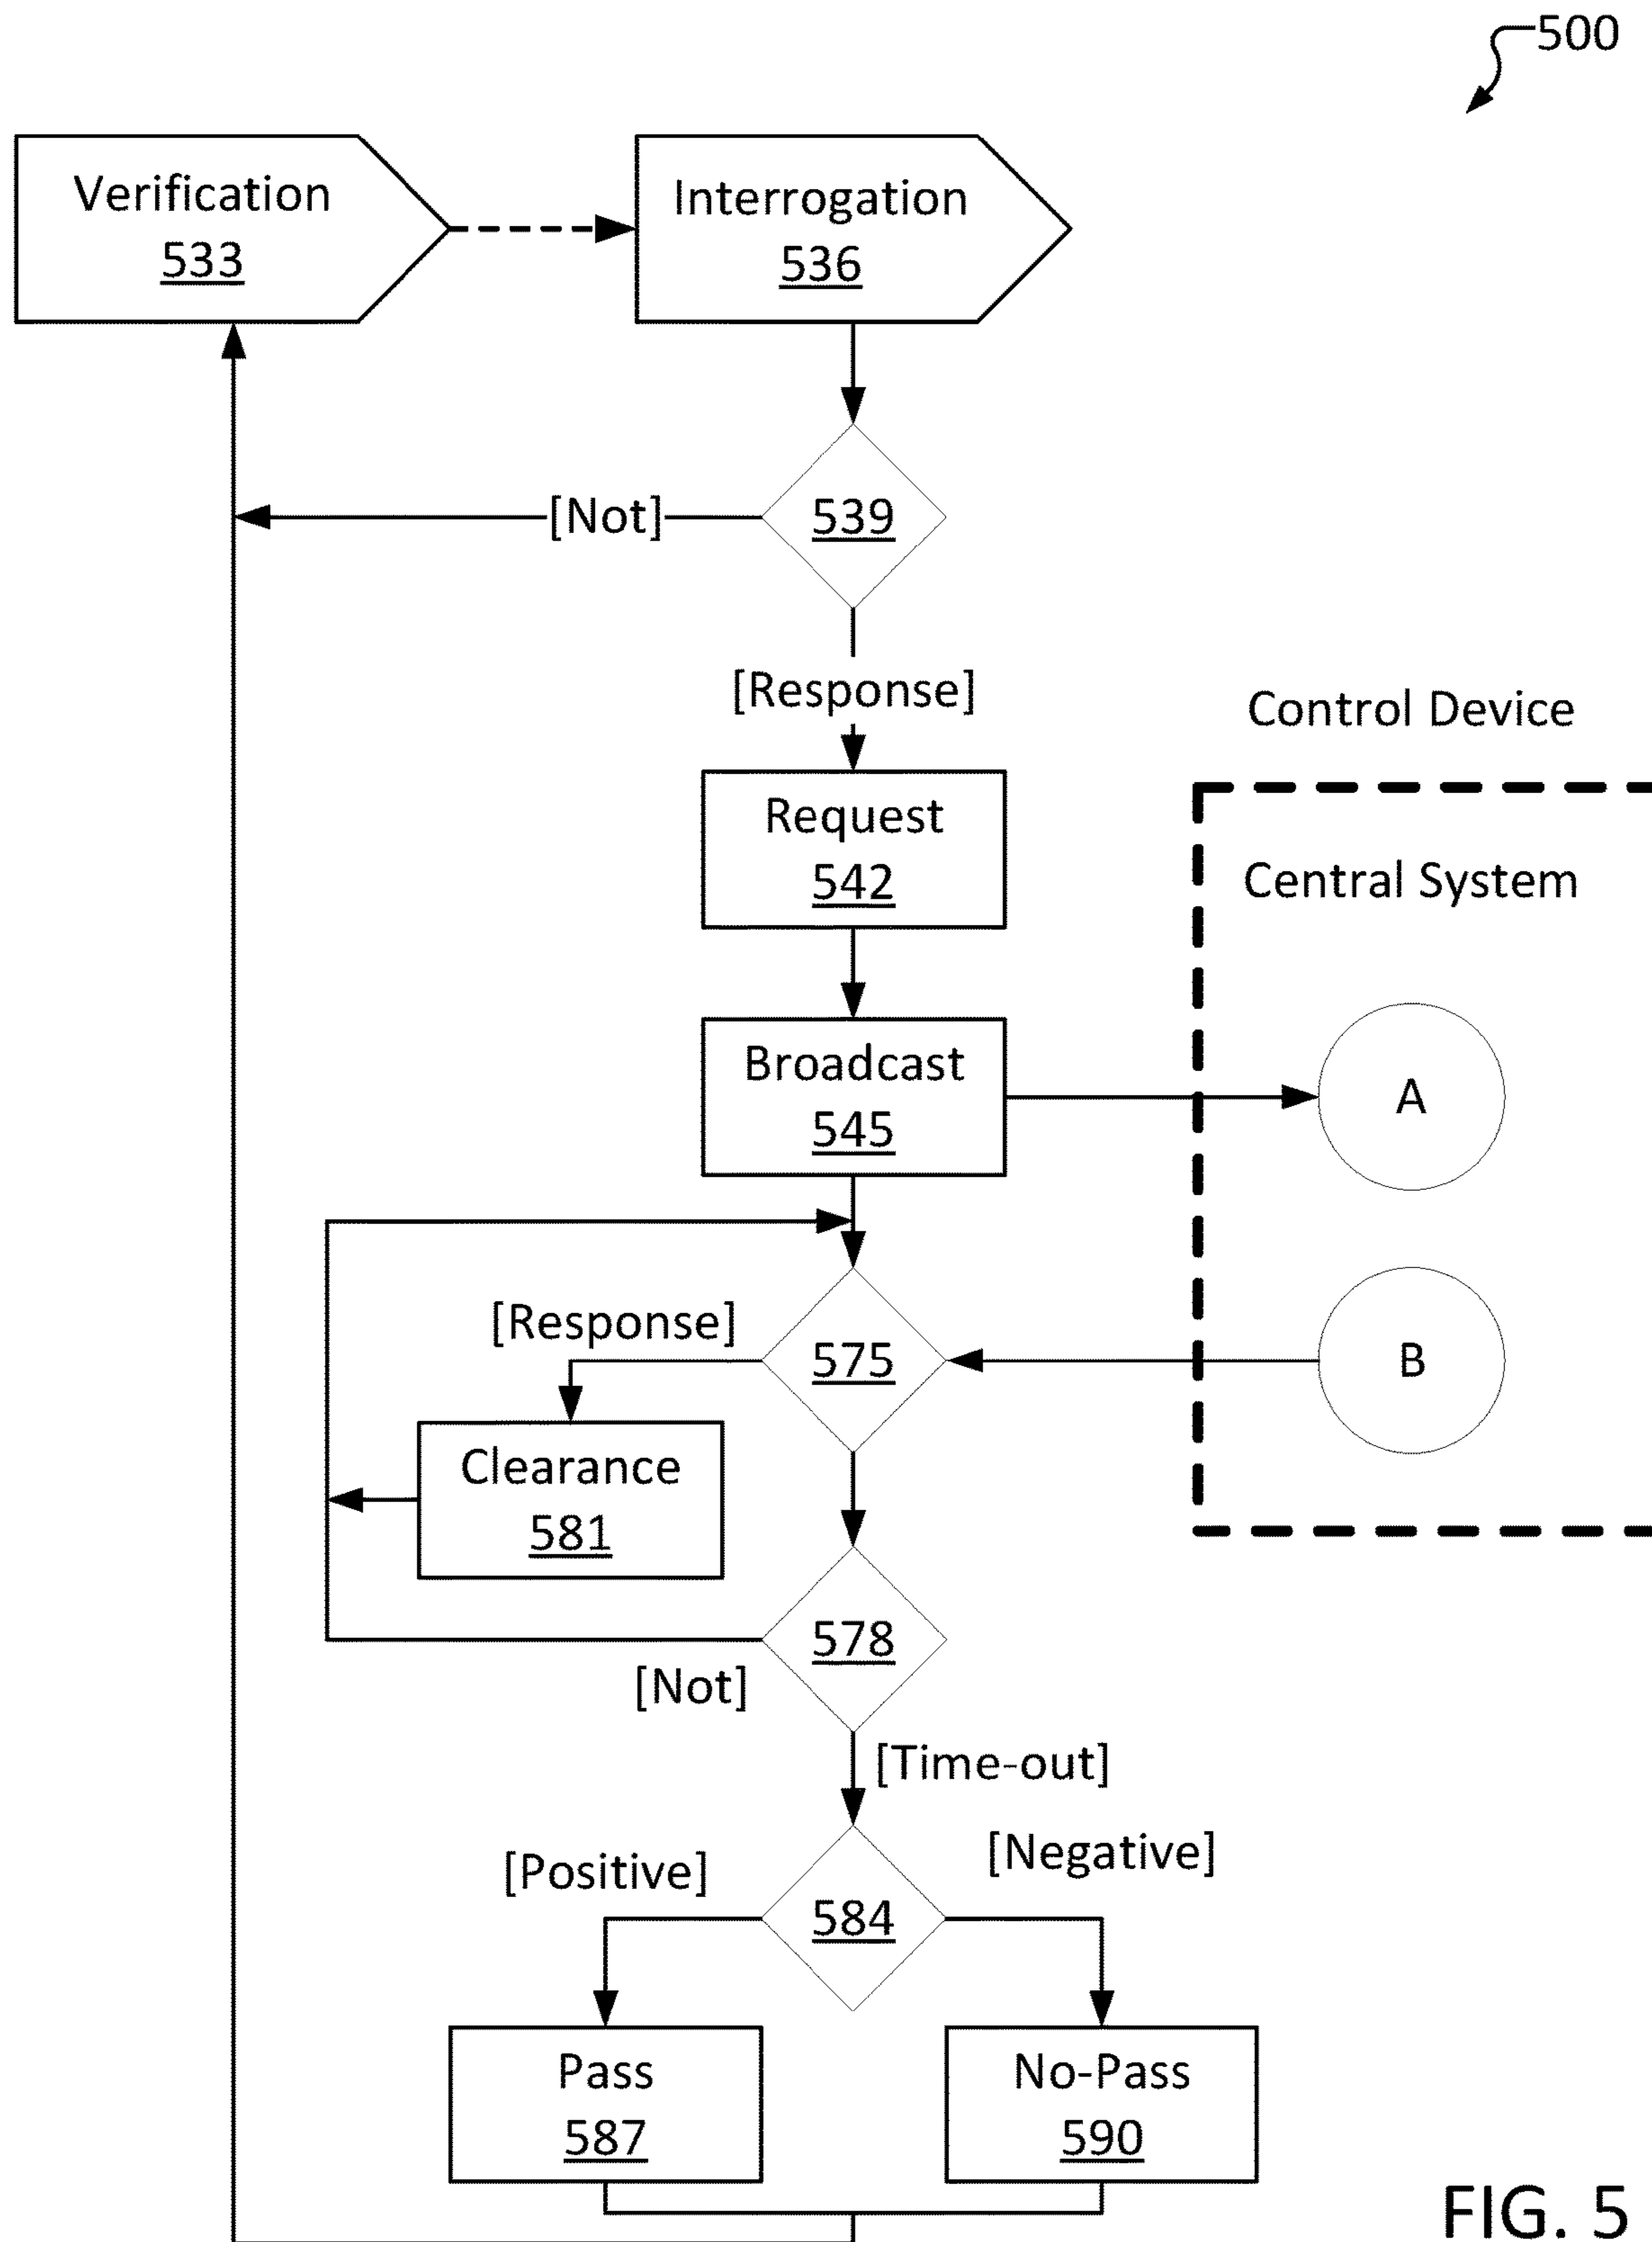 500
Verification
533
Interrogation
536
539
[Not]
[Response]
Control Device
Request
542
Central System
Broadcast
545
A
[Response]
575
B
Clearance
581
578
[Not]
[Time-out]
[Positive]
[Negative]
584
Pass
587
No-Pass
590
FIG. 5